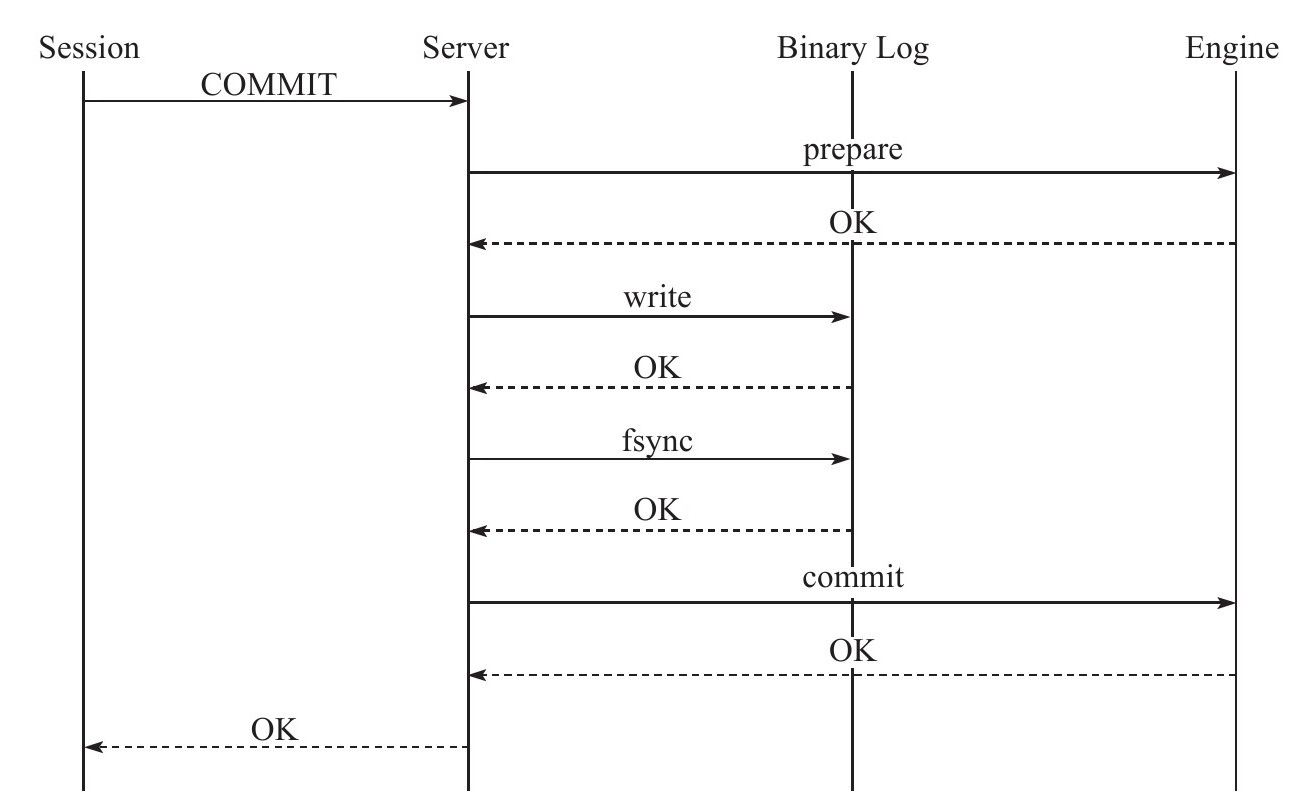 Session
Server
Binary Log
Engine
COMMIT
prepare
OK
write
OK
fsync
OK
commit
OK
OK